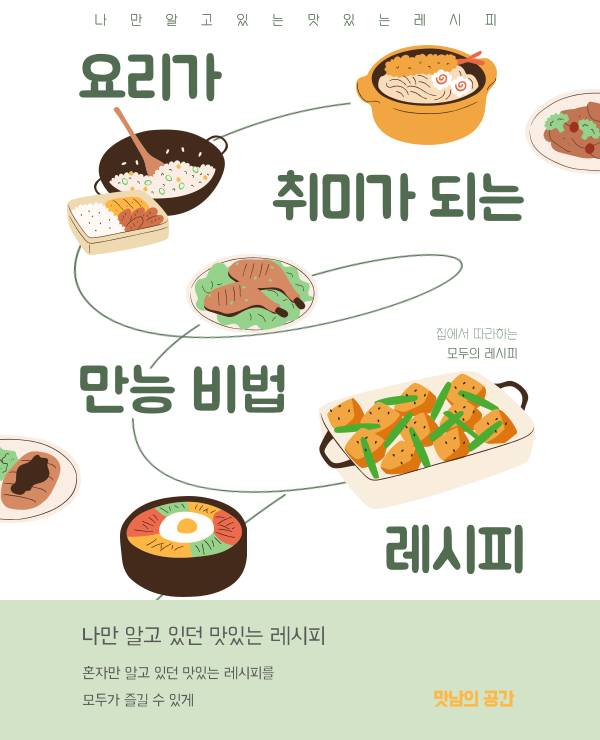 나만알고있는맛있는레시피
요리가
취미가 되는
집에서 따라하는
모두의 레시피
만능 비법
레시피
나만 알고 있던 맛있는 레시피
혼자만 알고 있던 맛있는 레시피를
모두가 즐길 수 있게
맛남의 공간